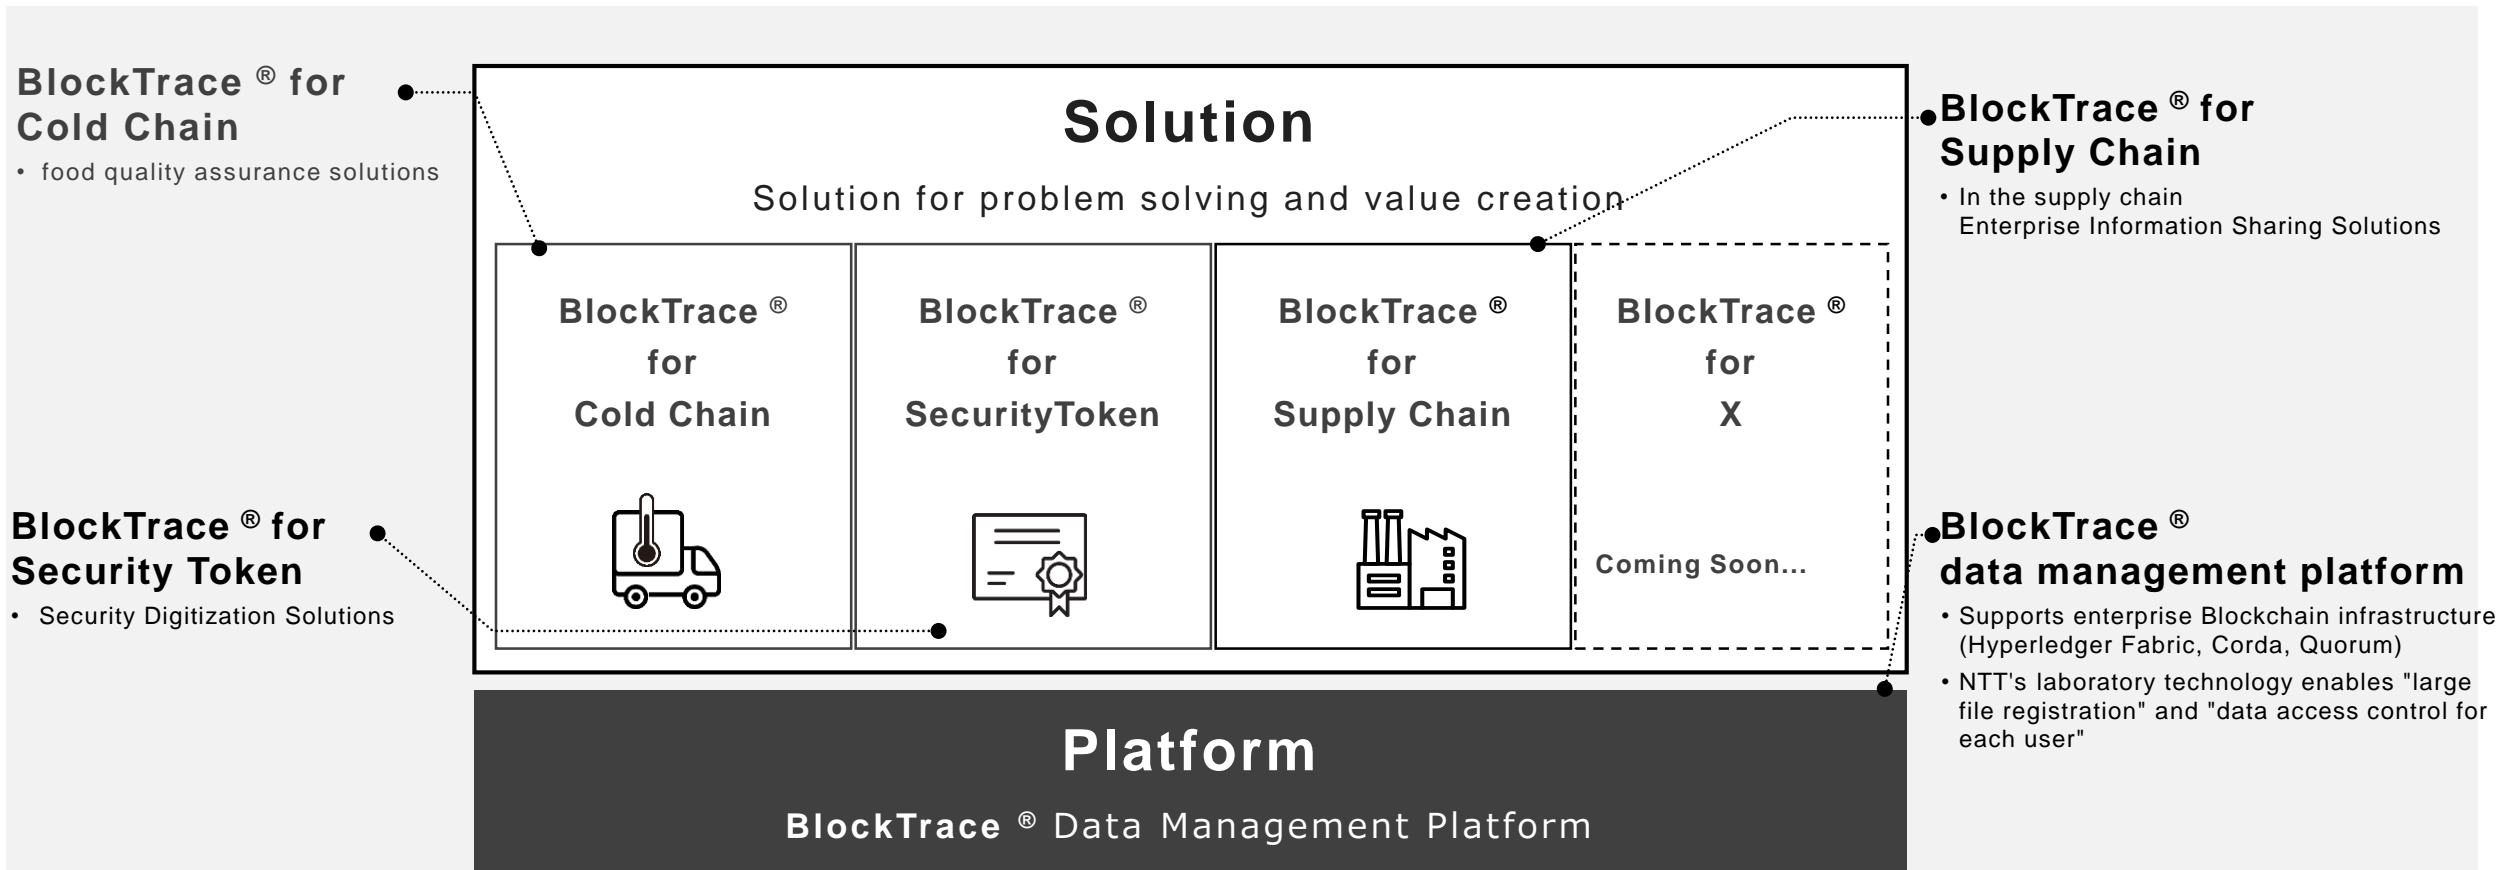 BlockTrace ® for
Cold Chain
• food quality assurance solutions
BlockTrace ® for
Security Token
• Security Digitization Solutions
Solution
Solution for problem solving and value creation
BlockTrace ®
for
Cold Chain
BlockTrace ®
for
SecurityToken
BlockTrace ®
for
Supply Chain
BlockTrace ®
for
X
Coming Soon...
Platform
BlockTrace ® Data Management Platform
BlockTrace ® for
Supply Chain
• In the supply chain
Enterprise Information Sharing Solutions
BlockTrace ®
data management platform
• Supports enterprise Blockchain infrastructure
(Hyperledger Fabric, Corda, Quorum)
• NTT's laboratory technology enables "large
file registration" and "data access control for
each user"